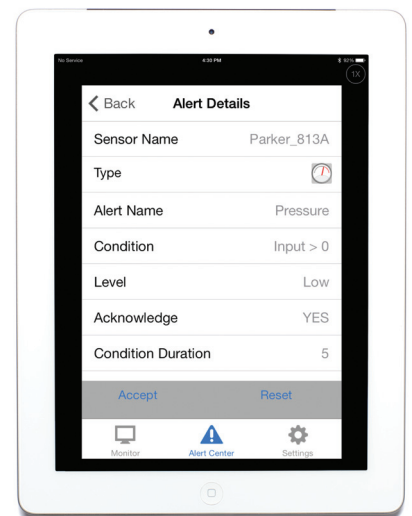 No Service 4:30 PM 92%
1X
Back Alert Details
Sensor Name Parker_813A
Type
Alert Name Pressure
Condition Input > 0
Level Low
Acknowledge YES
Condition Duration 5
Accept Reset
Monitor Alert Center Settings